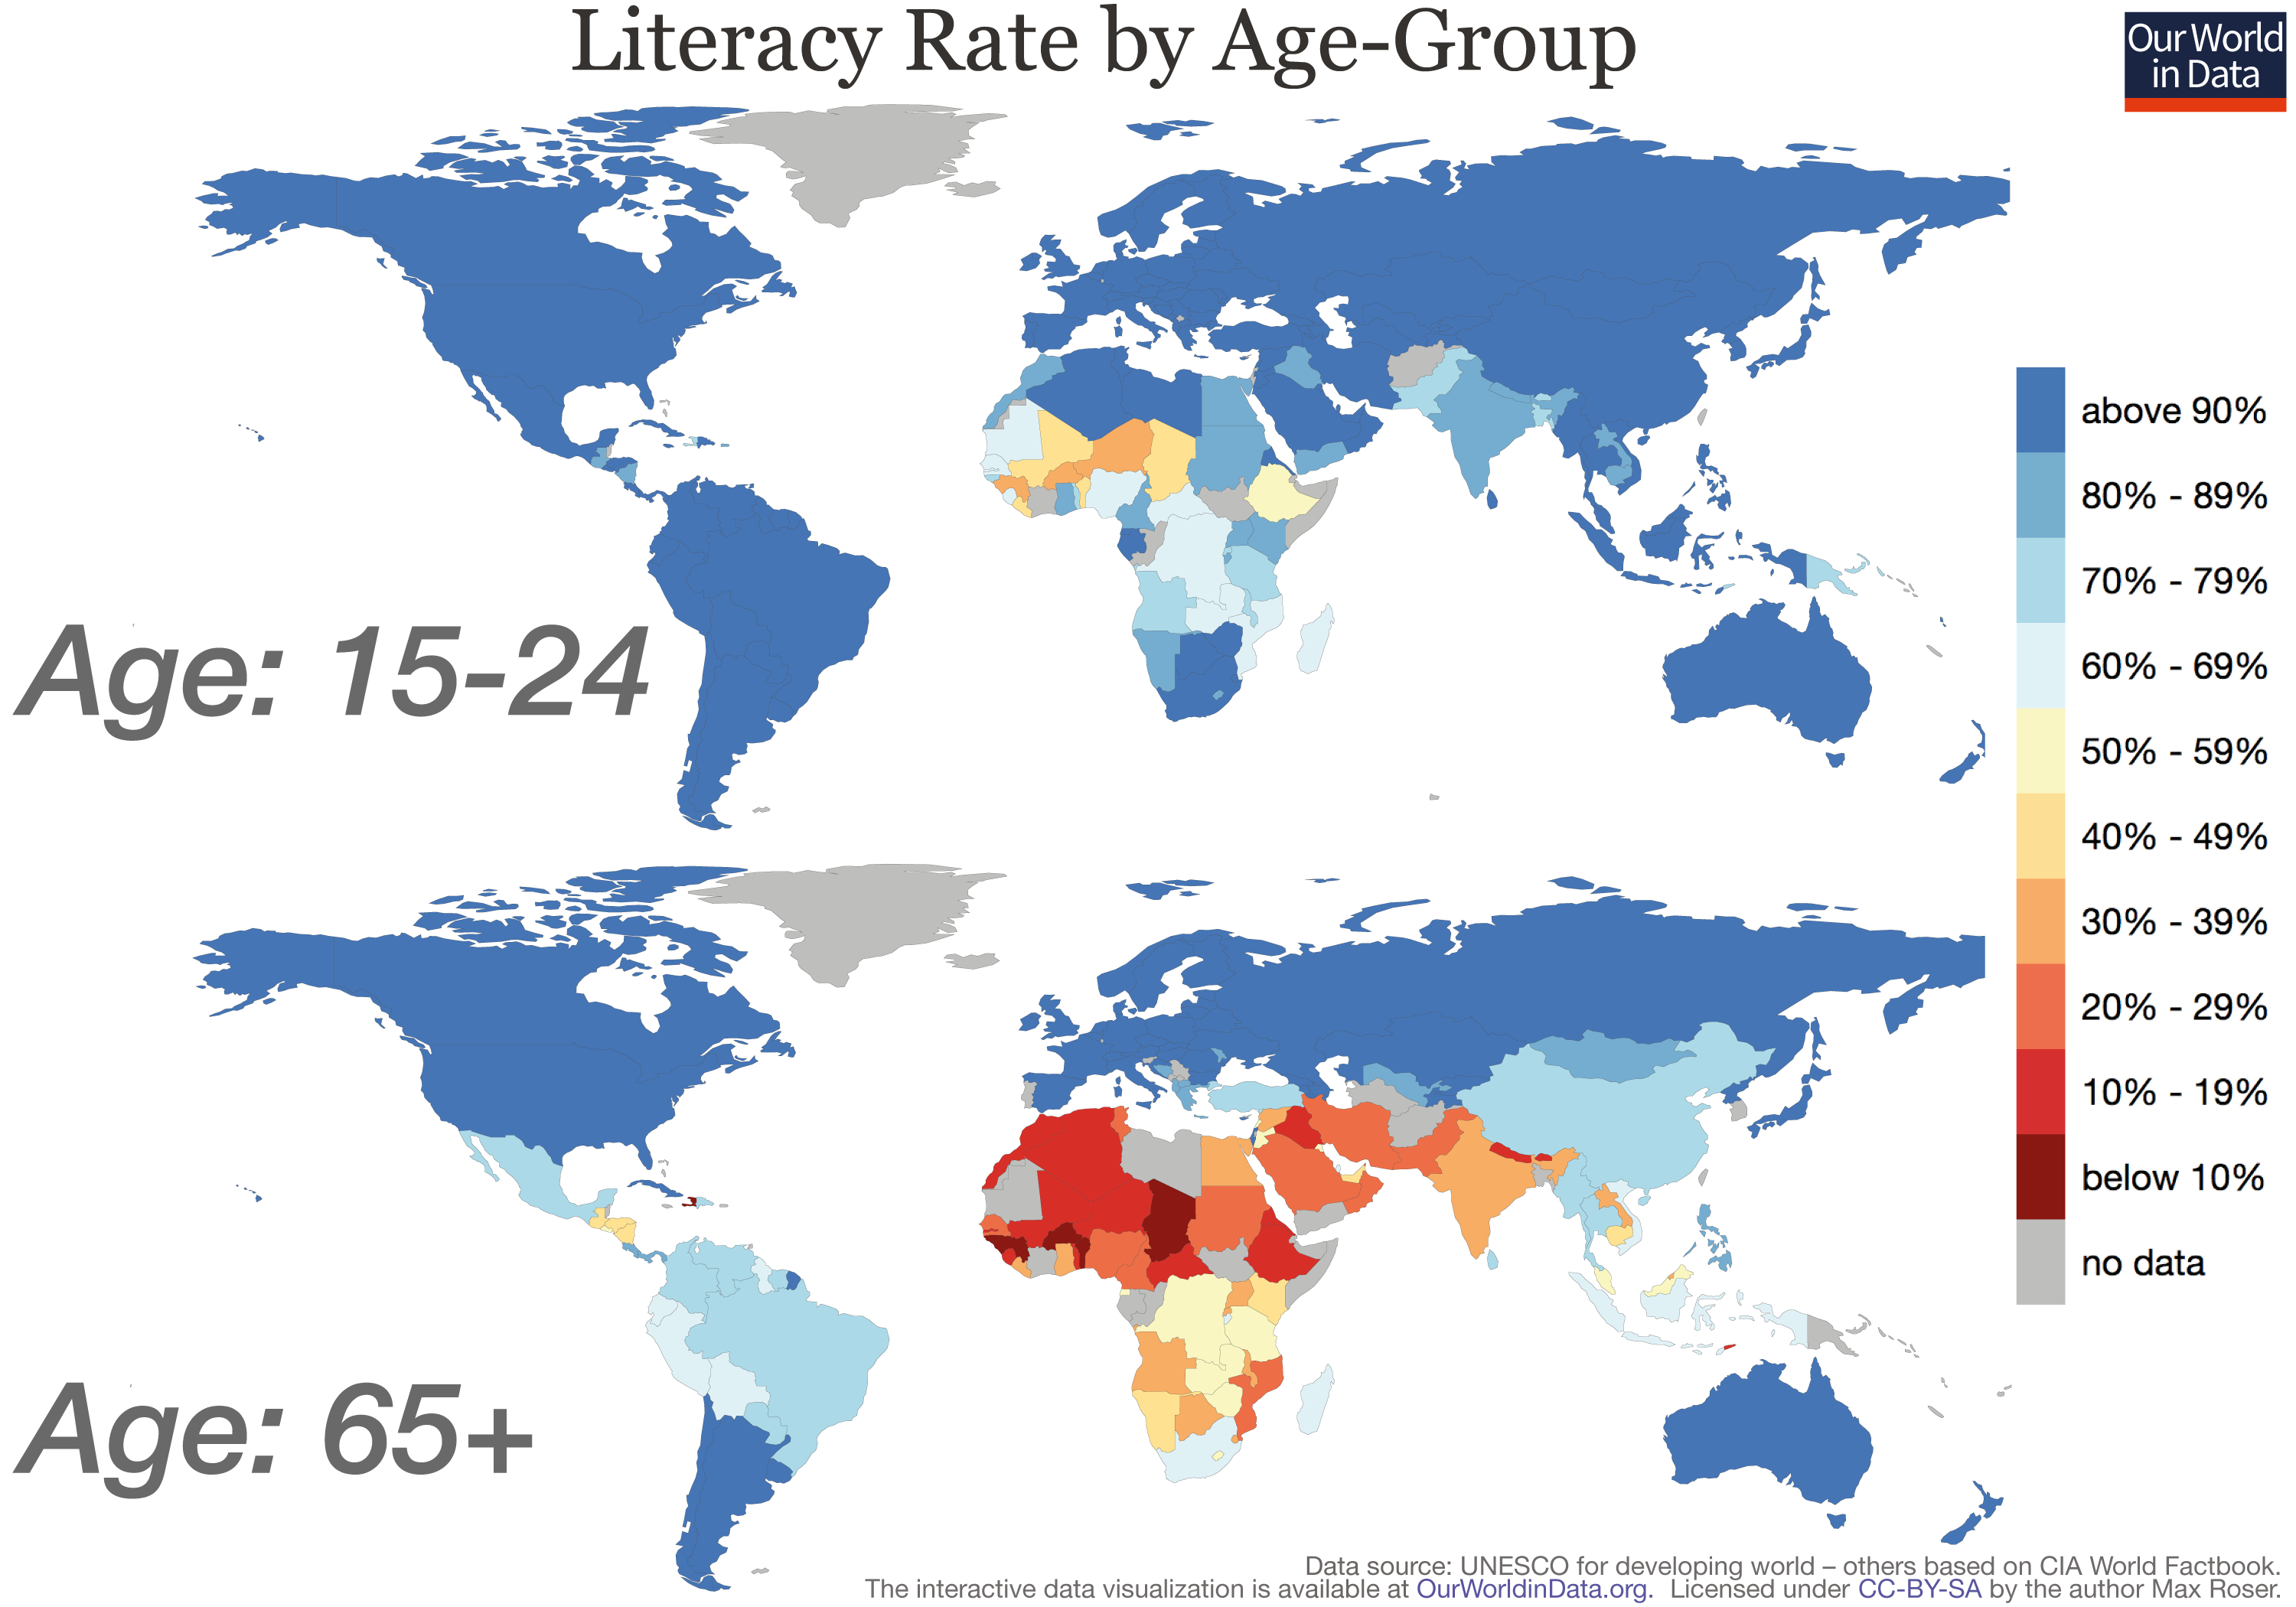 Literacy Rate by Age-Group
Our World
in Data
Age: 15-24
above 90%
80% - 89%
70% - 79%
60% - 69%
50% - 59%
40% - 49%
30% - 39%
20% - 29%
10% - 19%
below 10%
no data
Age: 65+
Data source: UNESCO for developing world – others based on CIA World Factbook.
The interactive data visualization is available at OurWorldinData.org. Licensed under CC-BY-SA by the author Max Roser.